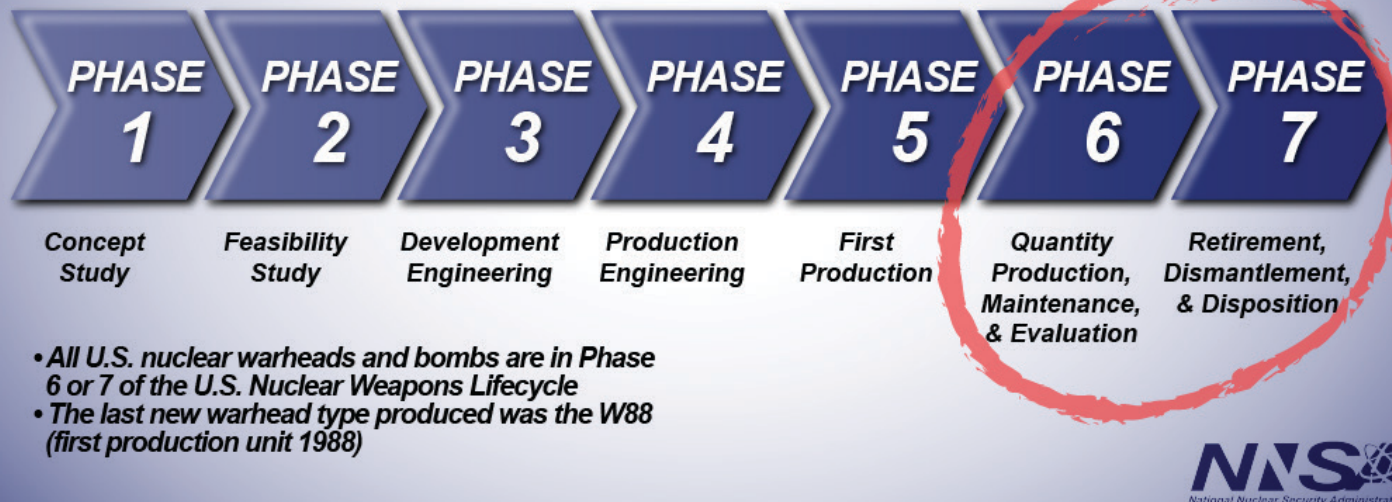 PHASE
1
PHASE
2
PHASE
3
PHASE
4
PHASE
5
PHASE
6
PHASE
7
Concept
Study
Feasibility
Study
Development
Engineering
Production
Engineering
First
Production
Quantity
Production,
Maintenance,
& Evaluation
Retirement,
Dismantlement,
& Disposition
• All U.S. nuclear warheads and bombs are in Phase
6 or 7 of the U.S. Nuclear Weapons Lifecycle
• The last new warhead type produced was the W88
(first production unit 1988)
NNS
National Nuclear Security